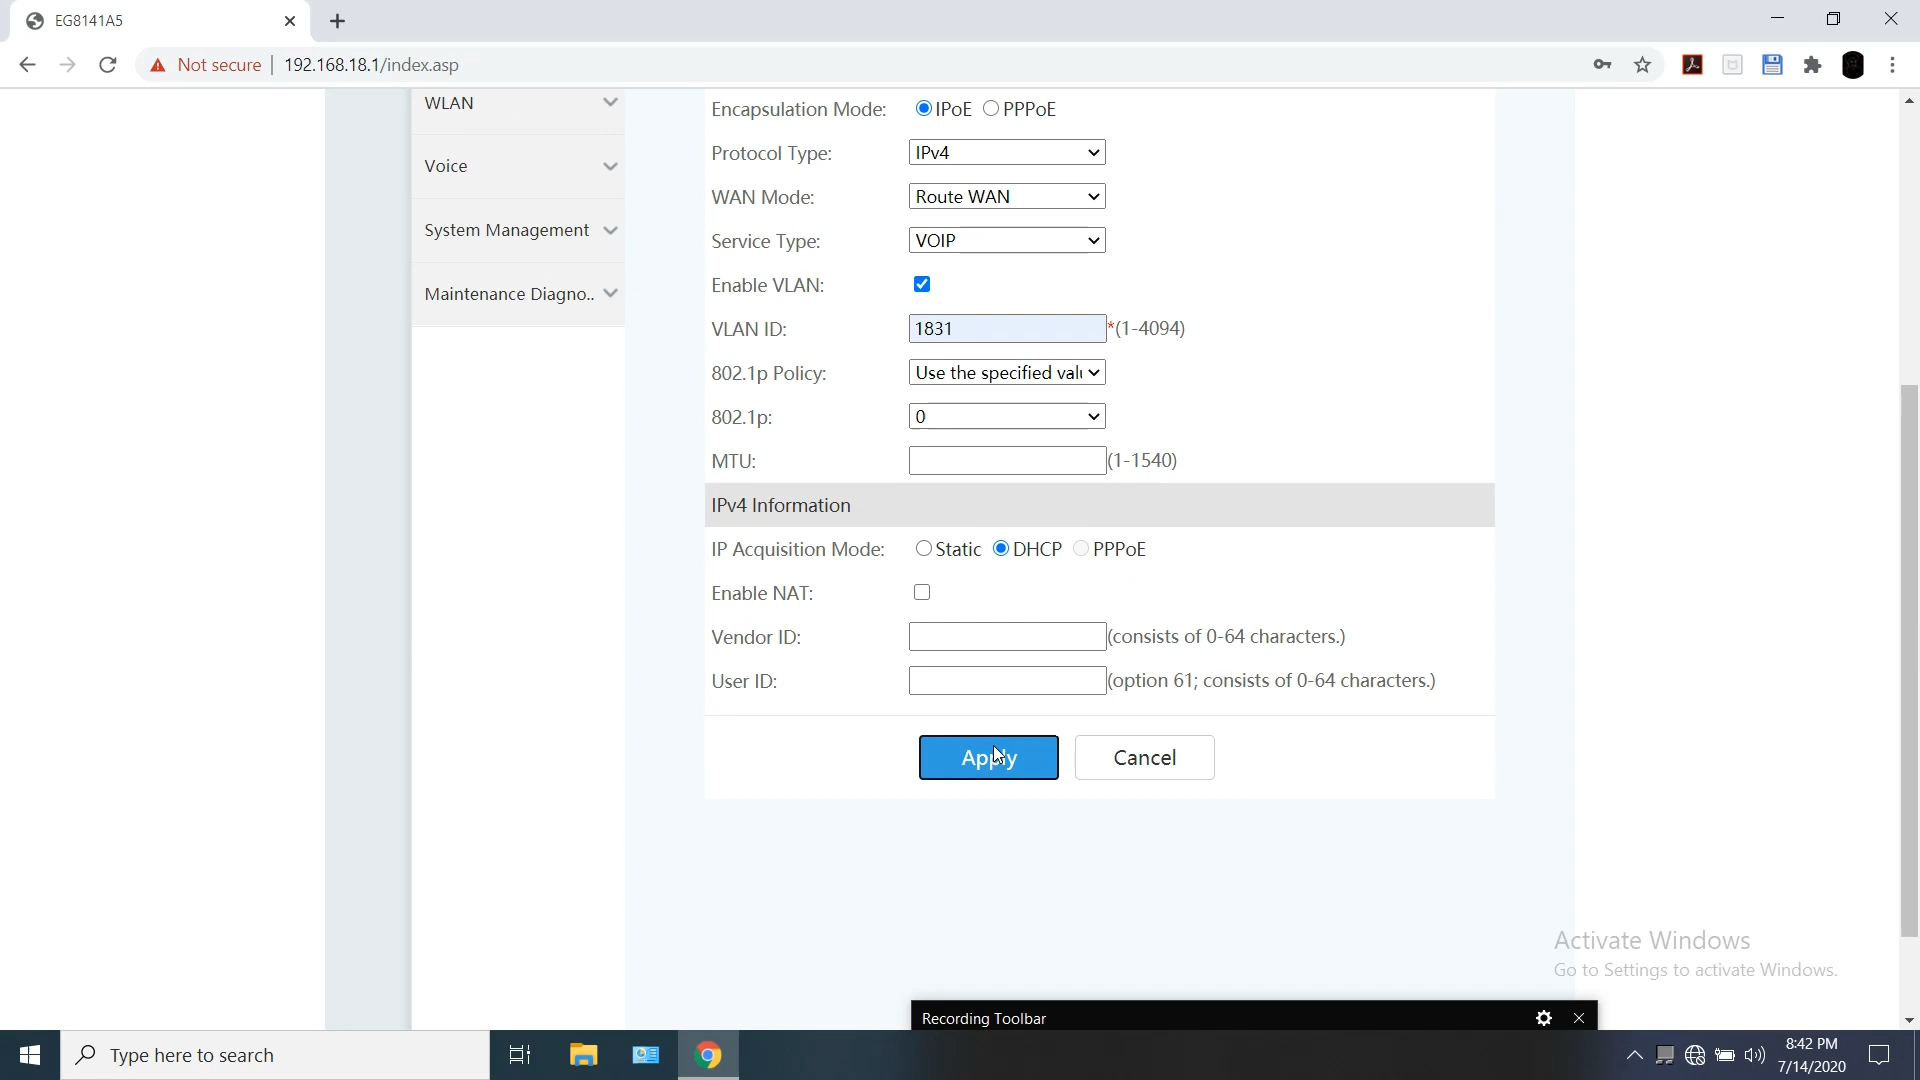 EG8141A5
Not secure | 192.168.18.1/index.asp
WLAN
Voice
System Management
Maintenance Diagno..
Encapsulation Mode: IPoE PPPoE
Protocol Type: IPv4
WAN Mode: Route WAN
Service Type: VOIP
Enable VLAN:
VLAN ID: 1831 *(1-4094)
802.1p Policy: Use the specified valu
802.1p: 0
MTU: (1-1540)
IPv4 Information
IP Acquisition Mode: Static DHCP PPPoE
Enable NAT:
Vendor ID: (consists of 0-64 characters.)
User ID: (option 61; consists of 0-64 characters.)
Apply Cancel
Activate Windows
Go to Settings to activate Windows.
Recording Toolbar
Type here to search
8:42 PM
7/14/2020